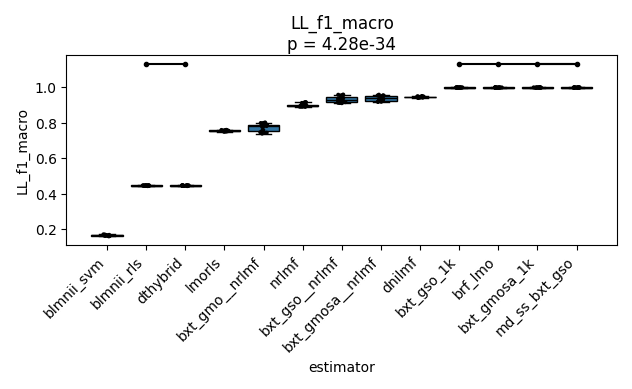 LL_f1_macro
p = 4.28e-34
LL_f1_macro
1.0
0.8
0.6
0.4
0.2
blmnii_svm
blmnii_rls
dthybrid
lmorls
bxt_gmo__nrlmf
nrlmf
bxt_gso__nrlmf
bxt_gmosa__nrlmf
dnilmf
bxt_gso_1k
brf_lmo
bxt_gmosa_1k
md_ss_bxt_gso
estimator